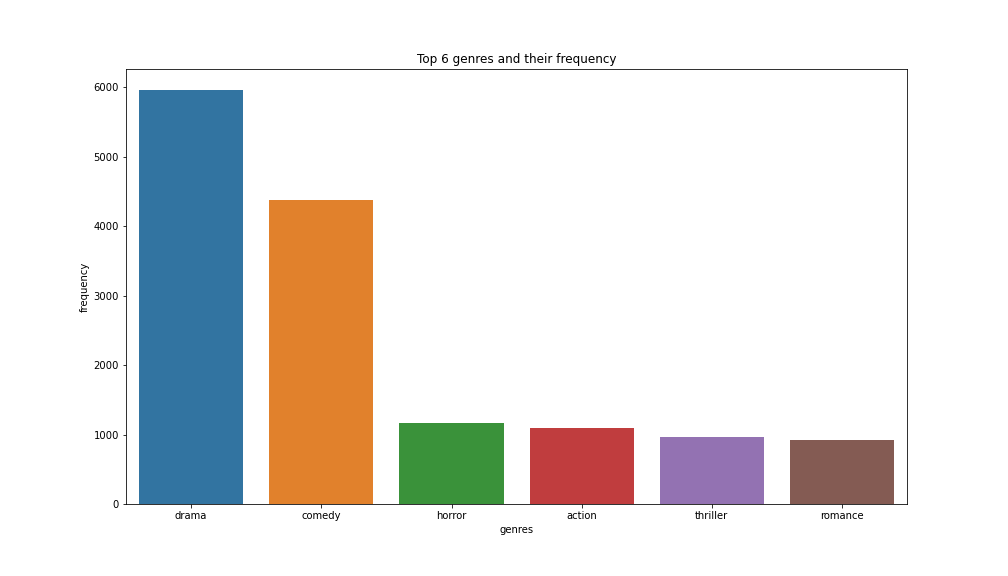 Top 6 genres and their frequency
6000
5000
4000
3000
2000
1000
0
frequency
drama comedy horror action thriller romance
genres